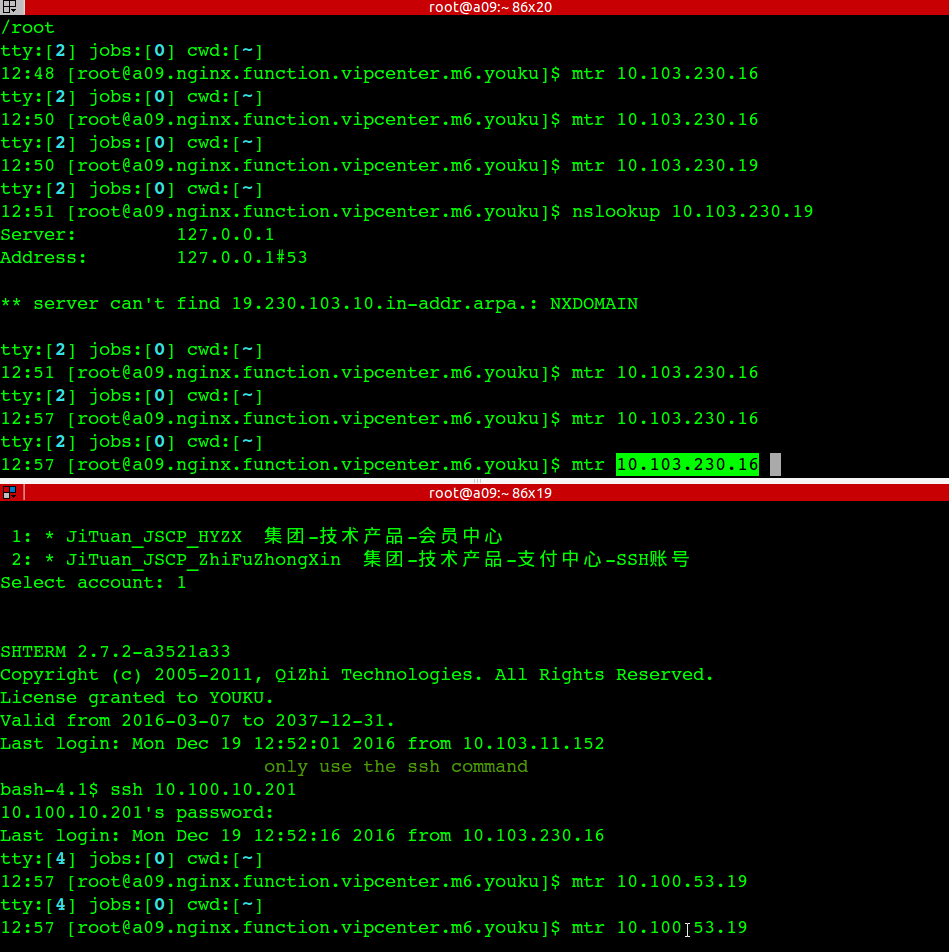 root@a09:~ 86x20
/root
tty:[2] jobs:[0] cwd:[~]
12:48 [root@a09.nginx.function.vipcenter.m6.youku]$ mtr 10.103.230.16
tty:[2] jobs:[0] cwd:[~]
12:50 [root@a09.nginx.function.vipcenter.m6.youku]$ mtr 10.103.230.16
tty:[2] jobs:[0] cwd:[~]
12:50 [root@a09.nginx.function.vipcenter.m6.youku]$ mtr 10.103.230.19
tty:[2] jobs:[0] cwd:[~]
12:51 [root@a09.nginx.function.vipcenter.m6.youku]$ nslookup 10.103.230.19
Server: 127.0.0.1
Address: 127.0.0.1#53
** server can't find 19.230.103.10.in-addr.arpa.: NXDOMAIN
tty:[2] jobs:[0] cwd:[~]
12:51 [root@a09.nginx.function.vipcenter.m6.youku]$ mtr 10.103.230.16
tty:[2] jobs:[0] cwd:[~]
12:57 [root@a09.nginx.function.vipcenter.m6.youku]$ mtr 10.103.230.16
tty:[2] jobs:[0] cwd:[~]
12:57 [root@a09.nginx.function.vipcenter.m6.youku]$ mtr 10.103.230.16
root@a09:~ 86x19
1: * JiTuan_JSCP_HYZX 集团-技术产品-会员中心
2: * JiTuan_JSCP_ZhiFuZhongXin 集团-技术产品-支付中心-SSH账号
Select account: 1
SHTERM 2.7.2-a3521a33
Copyright (c) 2005-2011, QiZhi Technologies. All Rights Reserved.
License granted to YOUKU.
Valid from 2016-03-07 to 2037-12-31.
Last login: Mon Dec 19 12:52:01 2016 from 10.103.11.152
only use the ssh command
bash-4.1$ ssh 10.100.10.201
10.100.10.201's password:
Last login: Mon Dec 19 12:52:16 2016 from 10.103.230.16
tty:[4] jobs:[0] cwd:[~]
12:57 [root@a09.nginx.function.vipcenter.m6.youku]$ mtr 10.100.53.19
tty:[4] jobs:[0] cwd:[~]
12:57 [root@a09.nginx.function.vipcenter.m6.youku]$ mtr 10.100.53.19